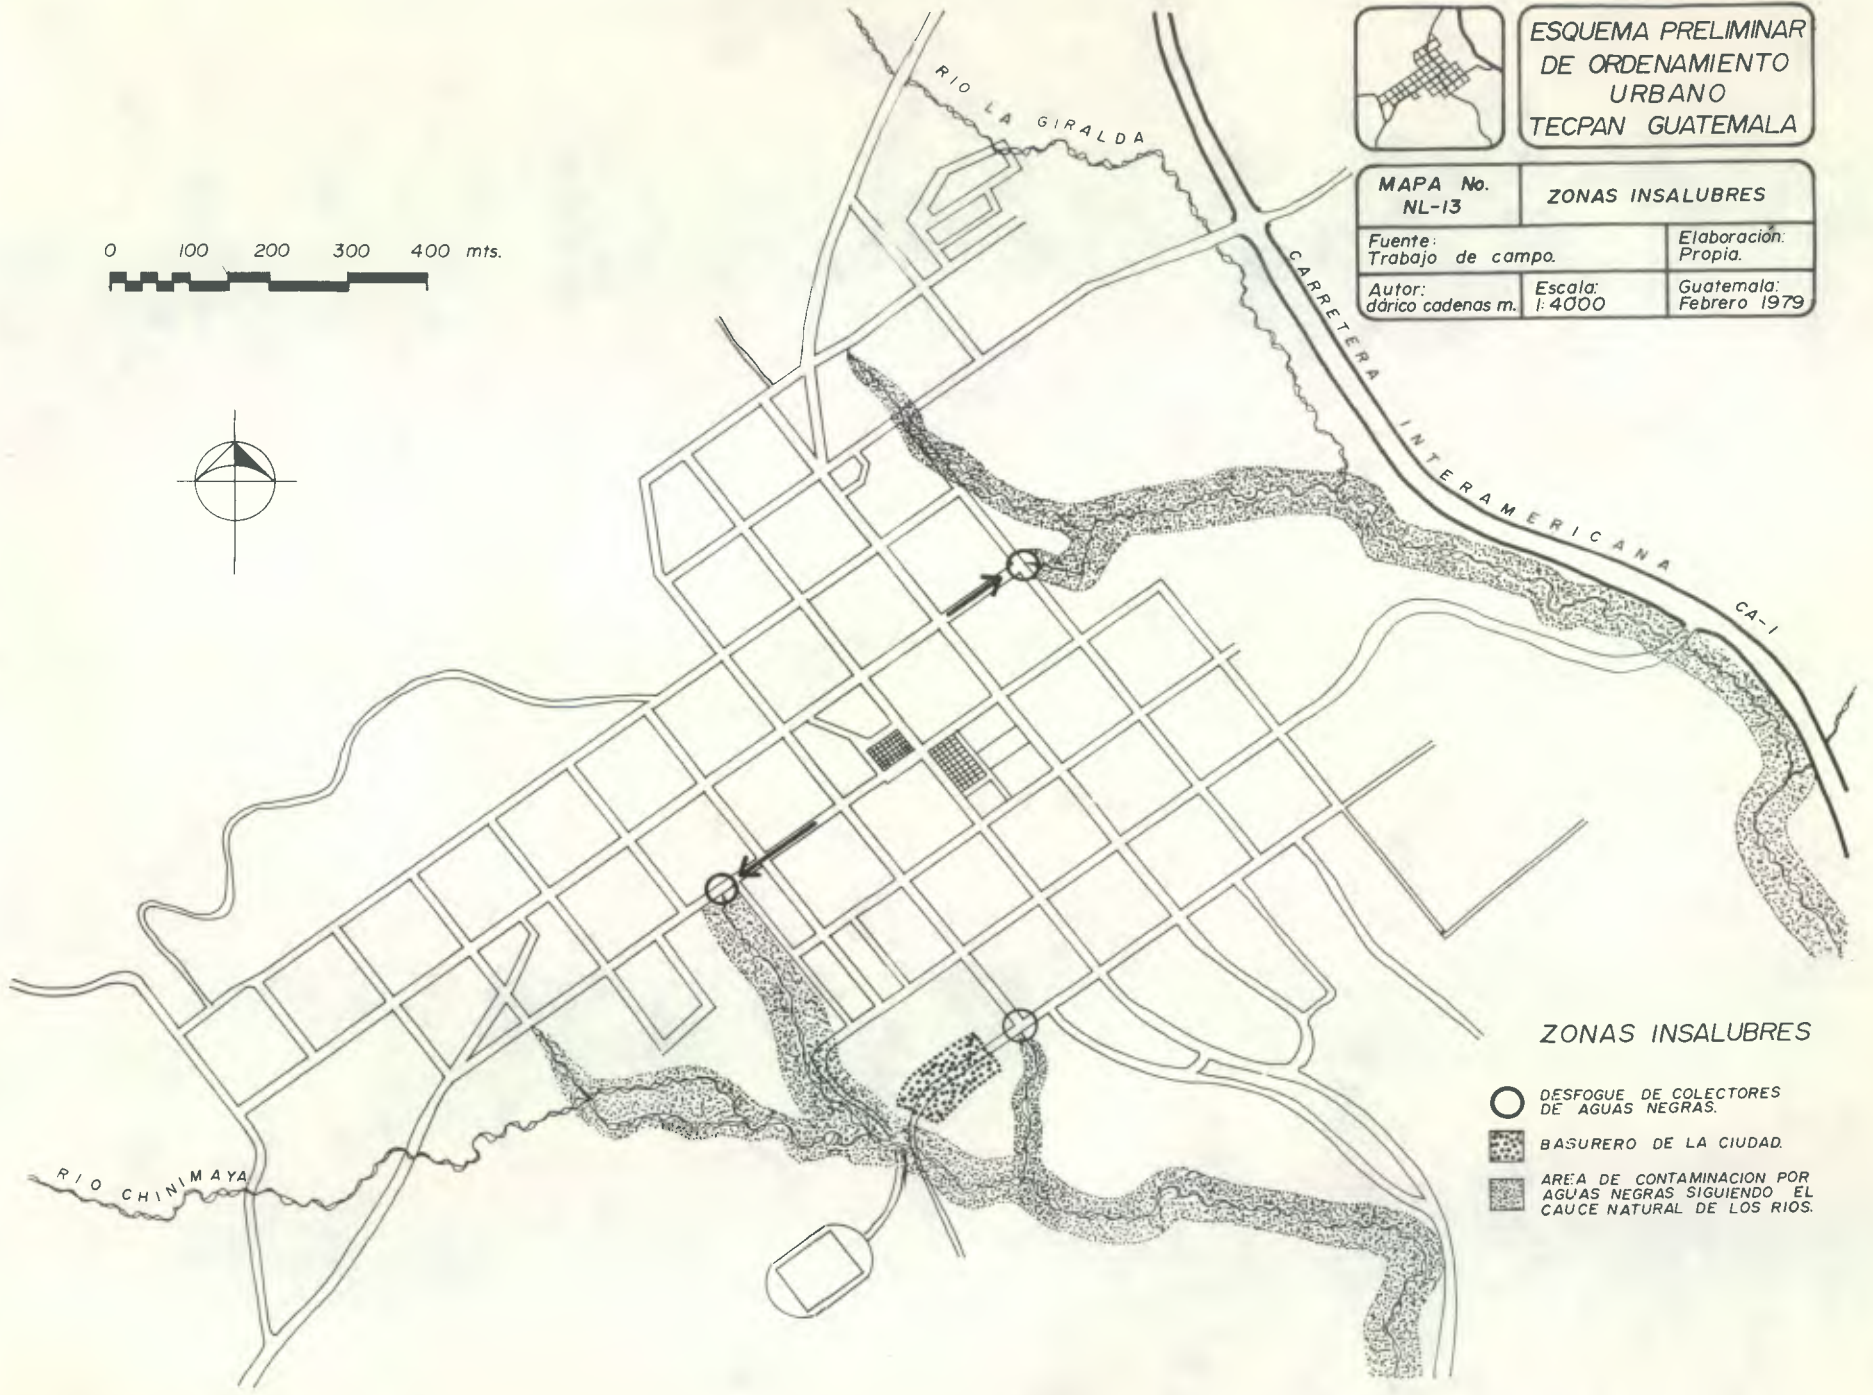 ESQUEMA PRELIMINAR
DE ORDENAMIENTO
URBANO
TECPAN GUATEMALA
MAPA No.
NL-13
ZONAS INSALUBRES
Fuente:
Trabajo de campo.
Elaboración:
Propia.
Autor:
dárico cadenas m.
Escala:
1:4000
Guatemala:
Febrero 1979
0 100 200 300 400 mts.
RIO LA GIRALDA
CARRETERA INTERAMERICANA CA-1
RIO CHINIMAYA
ZONAS INSALUBRES
DESFOGUE DE COLECTORES
DE AGUAS NEGRAS.
BASURERO DE LA CIUDAD.
AREA DE CONTAMINACION POR
AGUAS NEGRAS SIGUIENDO EL
CAUCE NATURAL DE LOS RIOS.